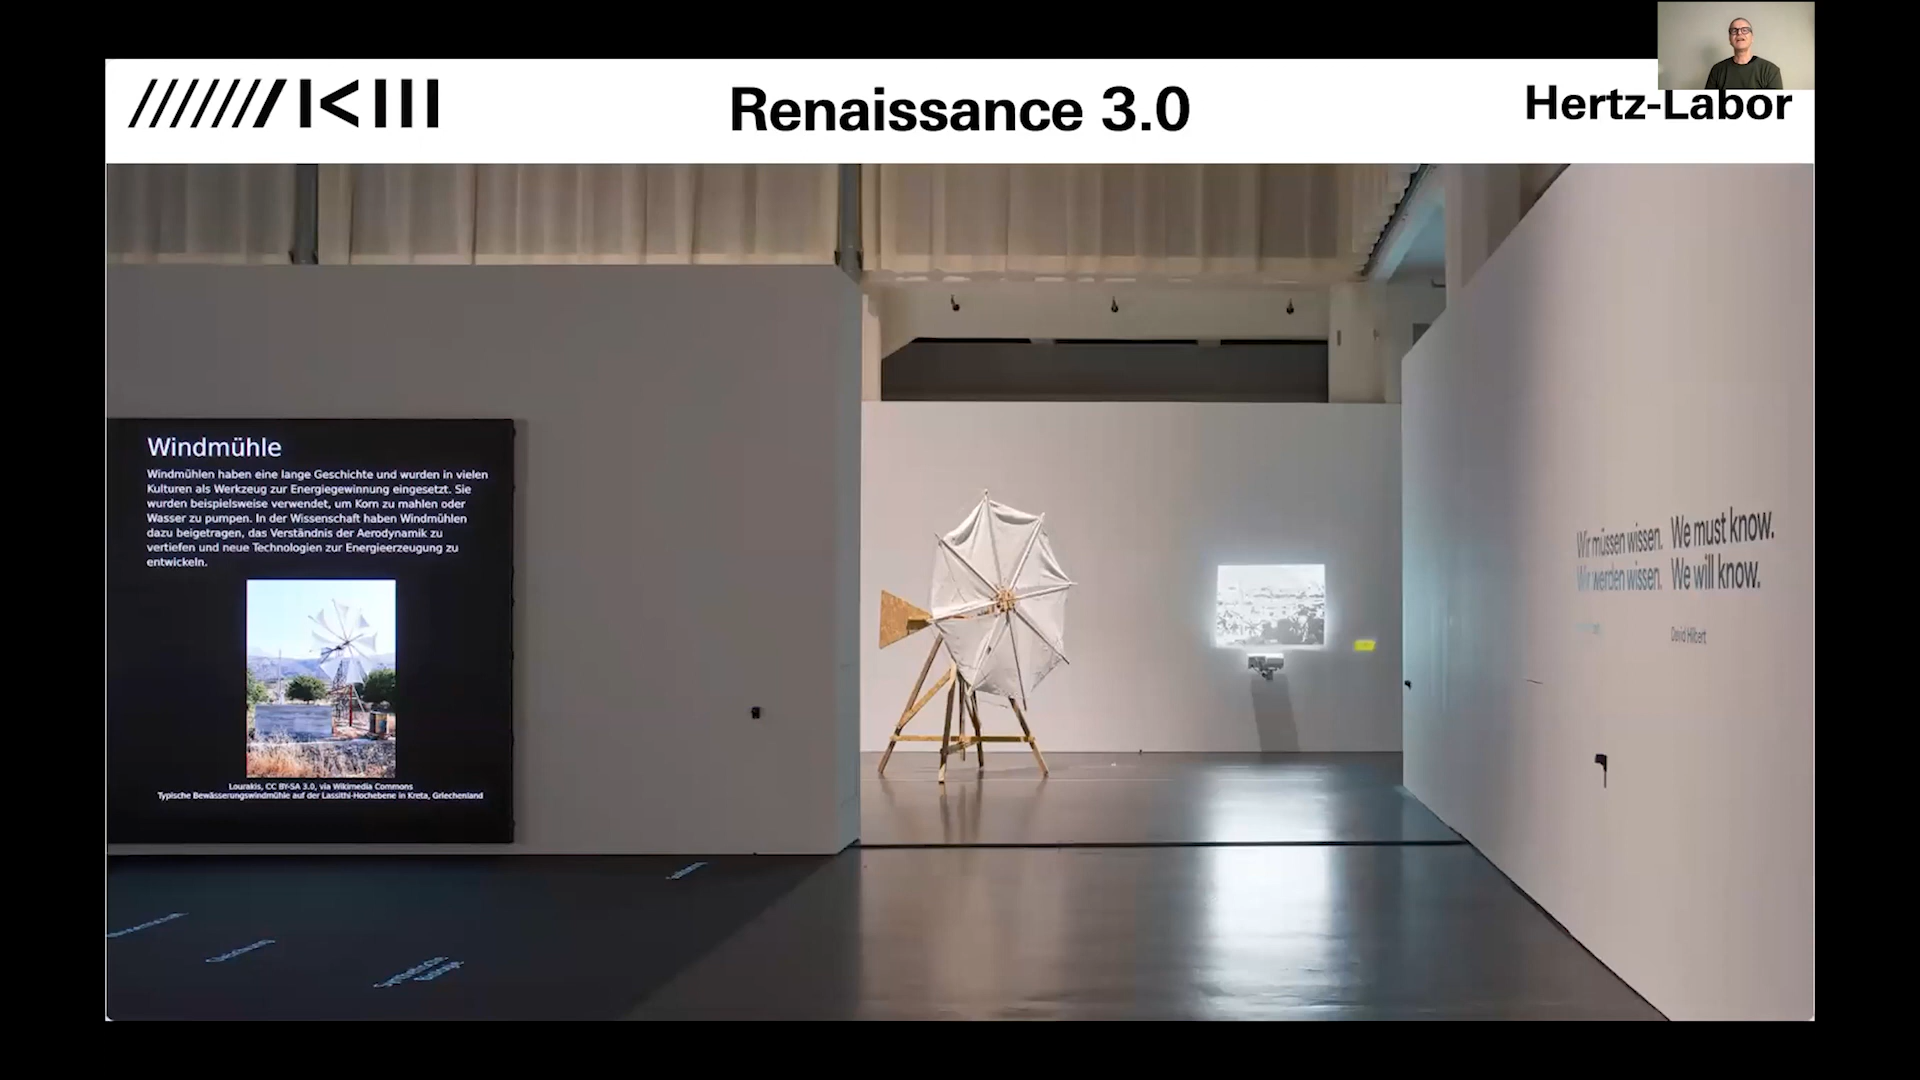 Renaissance 3.0
Hertz-Labor
Windmühle
Windmühlen haben eine lange Geschichte und wurden in vielen
Kulturen als Werkzeug zur Energiegewinnung eingesetzt. Sie
wurden beispielsweise verwendet, um Korn zu mahlen oder
Wasser zu pumpen. In der Wissenschaft haben Windmühlen
dazu beigetragen, das Verständnis der Aerodynamik zu
vertiefen und neue Technologien zur Energieerzeugung zu
entwickeln.
Lourakis, CC BY-SA 3.0, via Wikimedia Commons
Typische Bewässerungswindmühle auf der Lassithi-Hochebene in Kreta, Griechenland
Wir müssen wissen.
Wir werden wissen.
We must know.
We will know.
David Hilbert